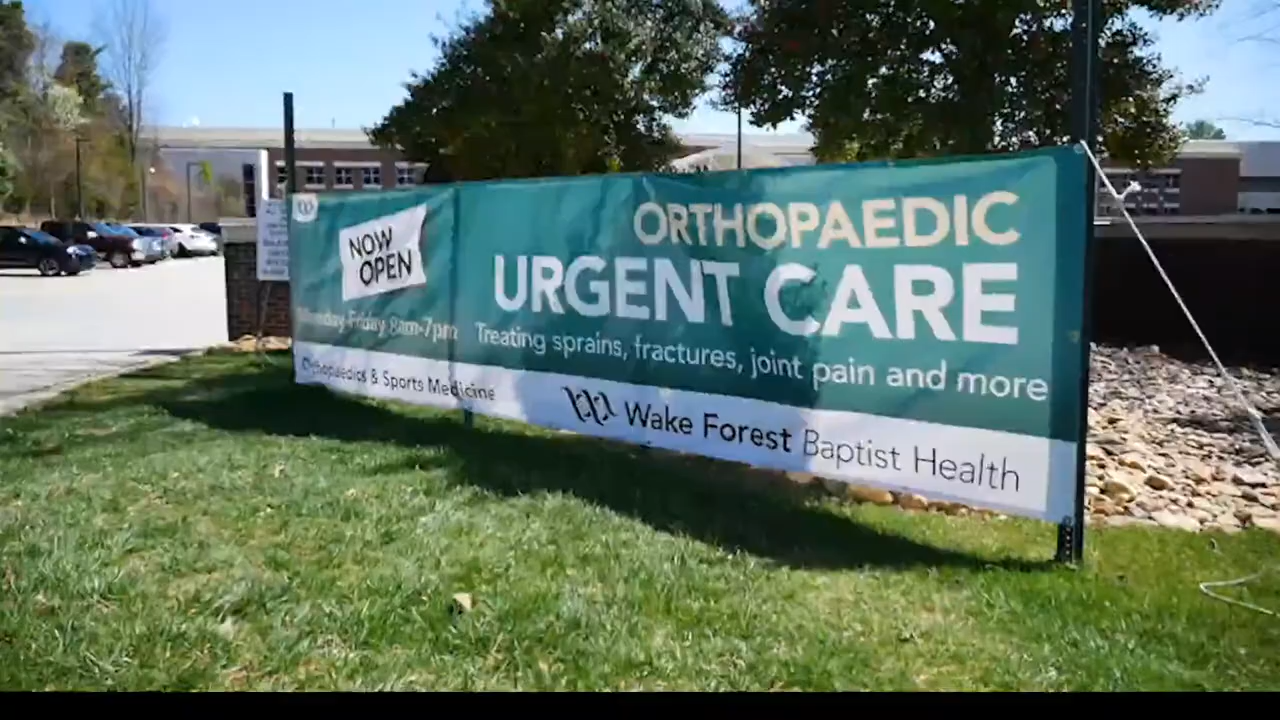 NOW
OPEN
Monday-Friday 8am-7pm
Orthopaedics & Sports Medicine
ORTHOPAEDIC
URGENT CARE
Treating sprains, fractures, joint pain and more
Wake Forest Baptist Health